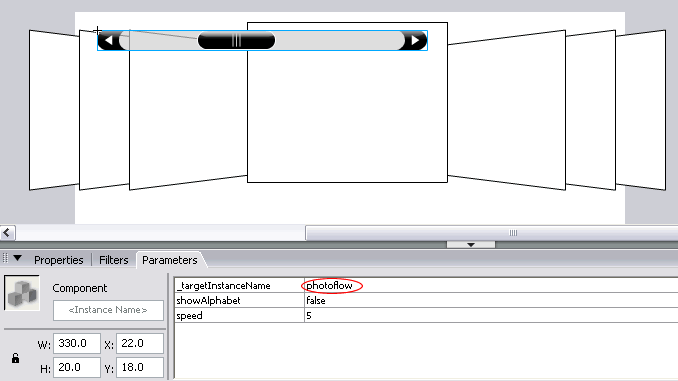 Properties Filters Parameters
Component
<Instance Name>
W: 330.0 X: 22.0
H: 20.0 Y: 18.0
_targetInstanceName photoflow
showAlphabet false
speed 5